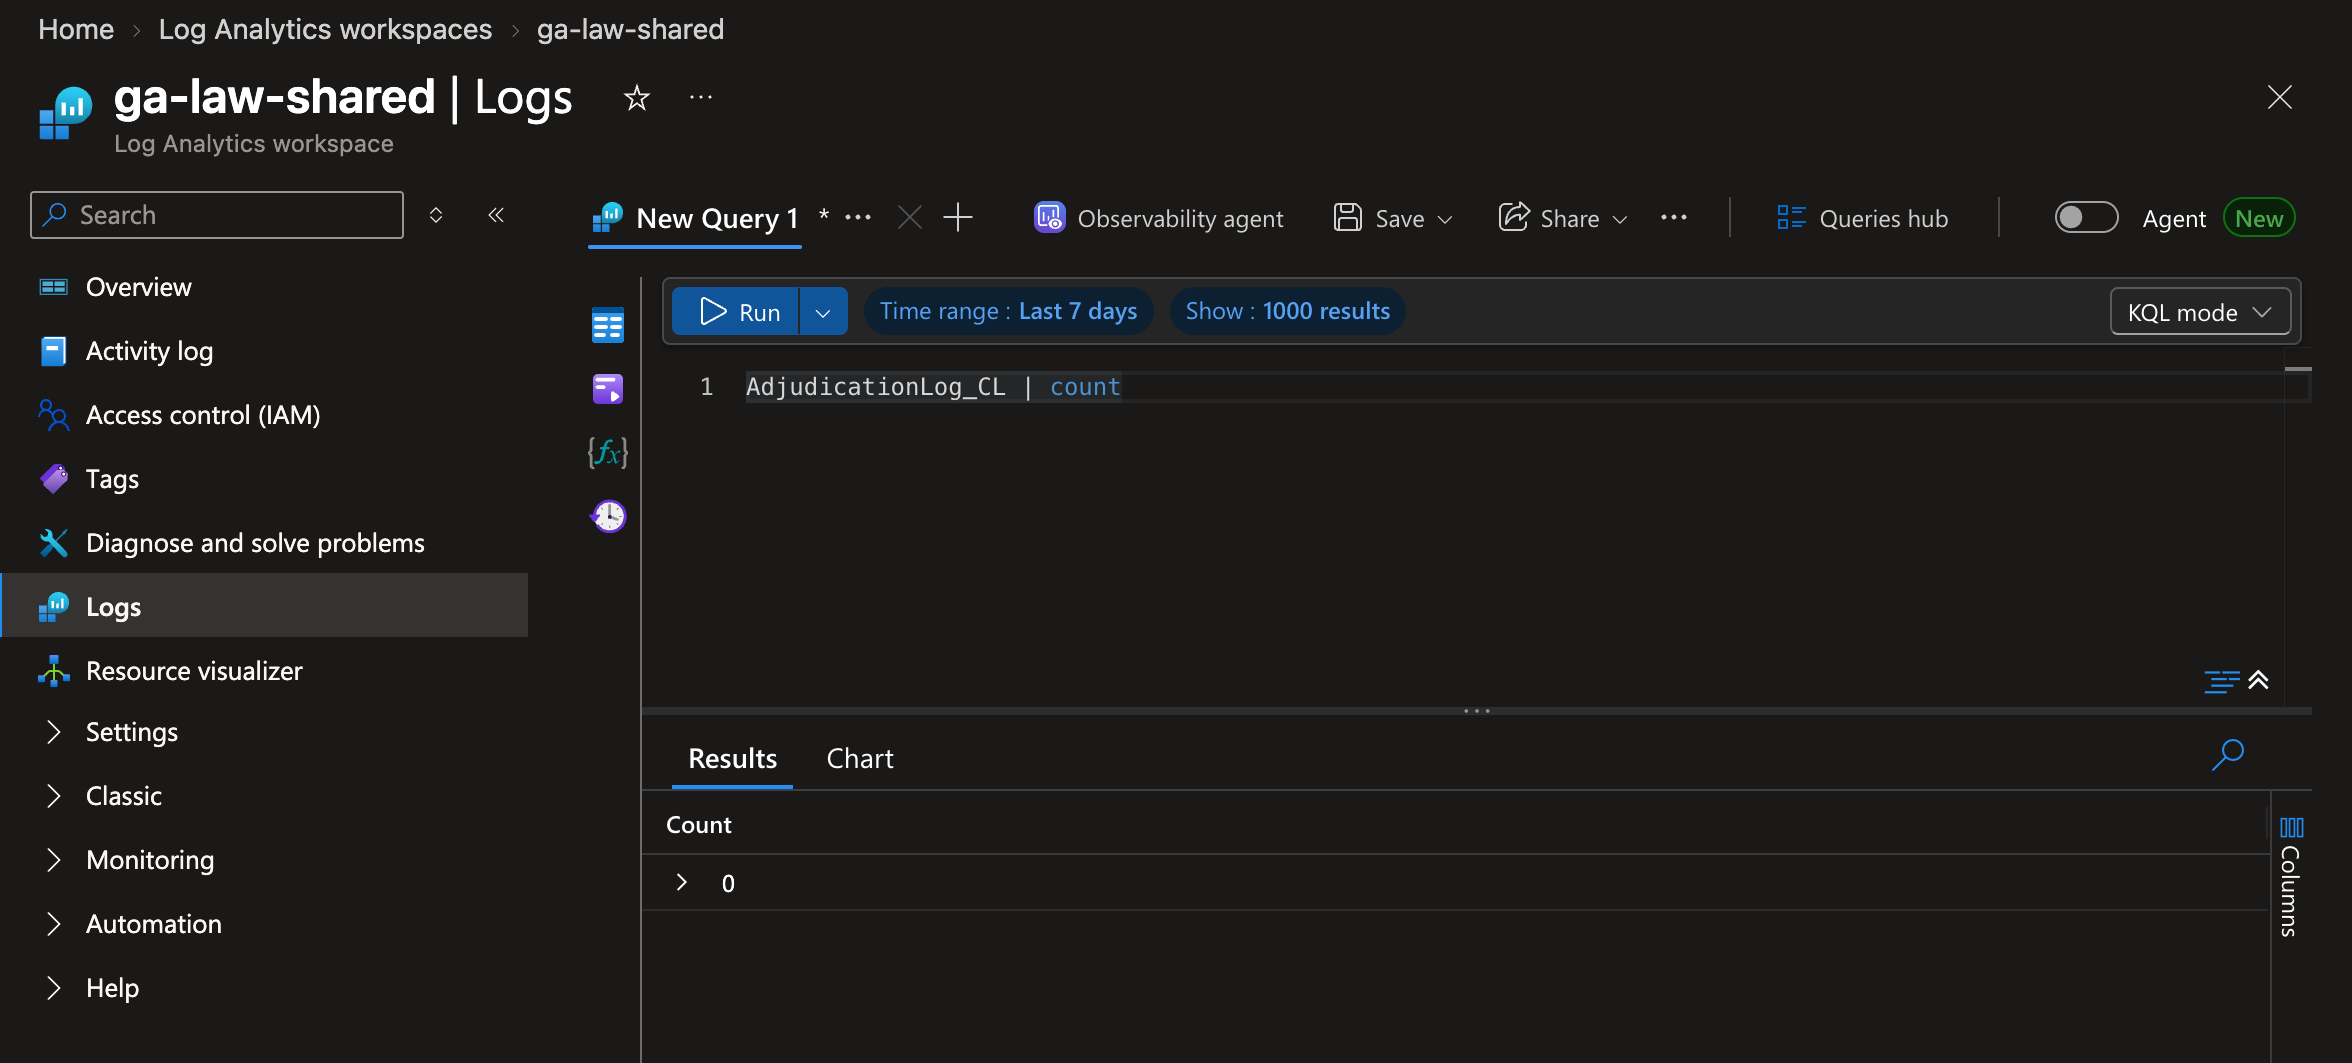 Home > Log Analytics workspaces > ga-law-shared
ga-law-shared | Logs
Log Analytics workspace
Search
Overview
Activity log
Access control (IAM)
Tags
Diagnose and solve problems
Logs
Resource visualizer
Settings
Classic
Monitoring
Automation
Help
New Query 1 * ···
Observability agent
Save
Share
Queries hub
Agent
New
Run
Time range : Last 7 days
Show : 1000 results
KQL mode
{fx}
1 AdjudicationLog_CL | count
Results
Chart
Count
0
Columns